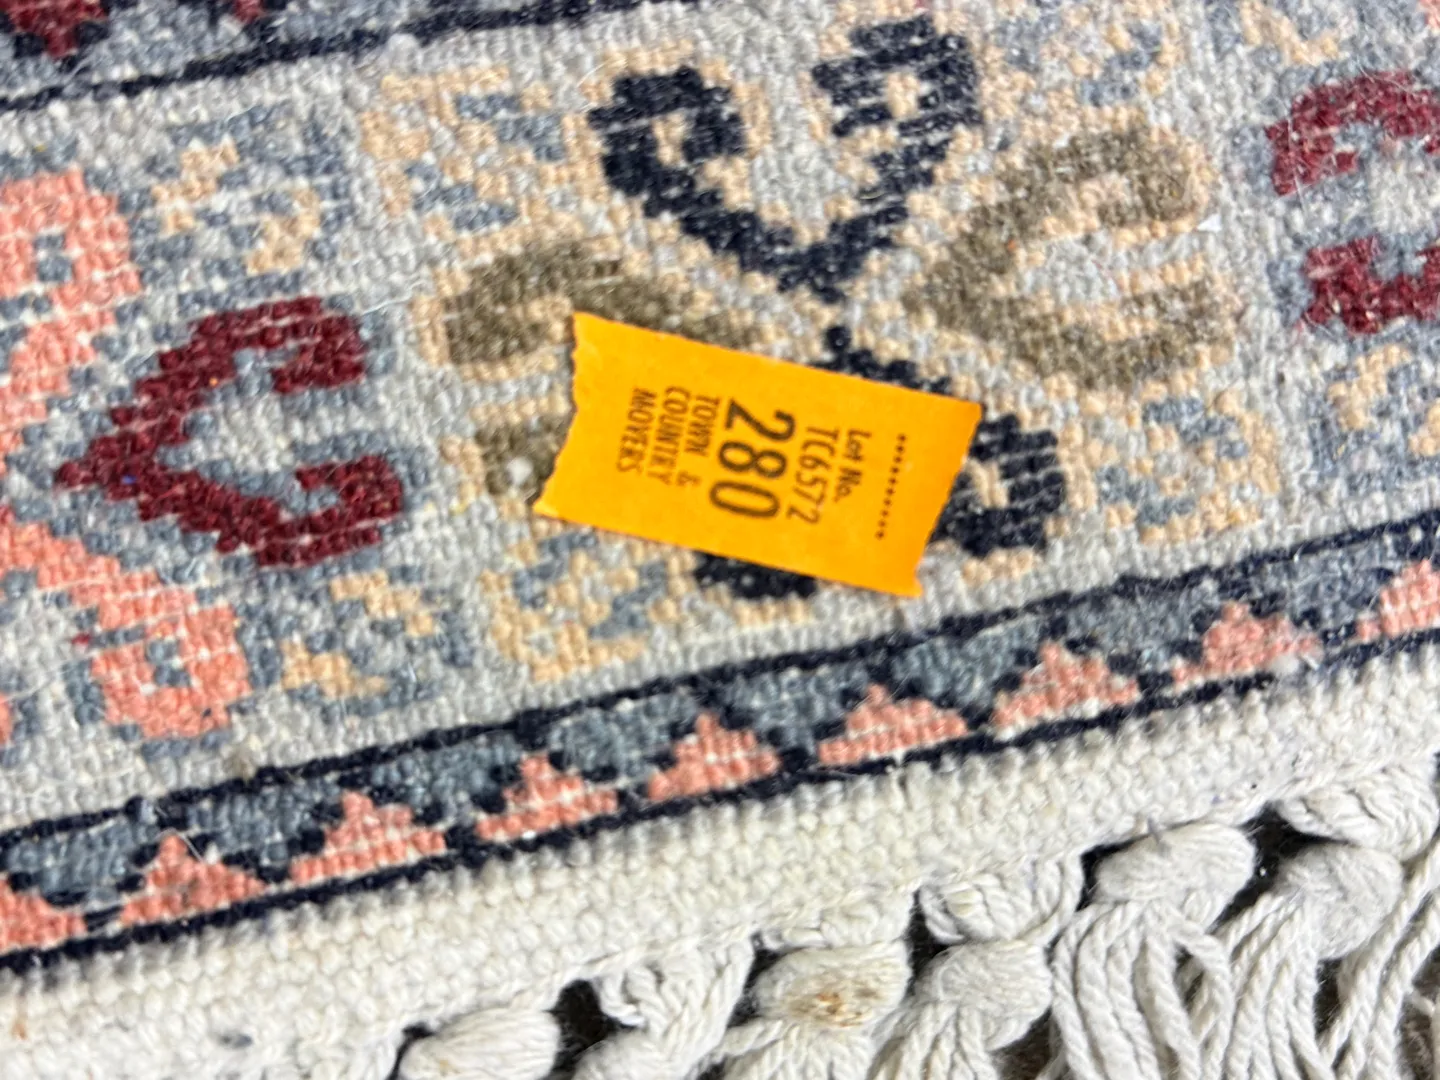 Lot No.
TC6572
280
TOWN &
COUNTRY
MOVERS